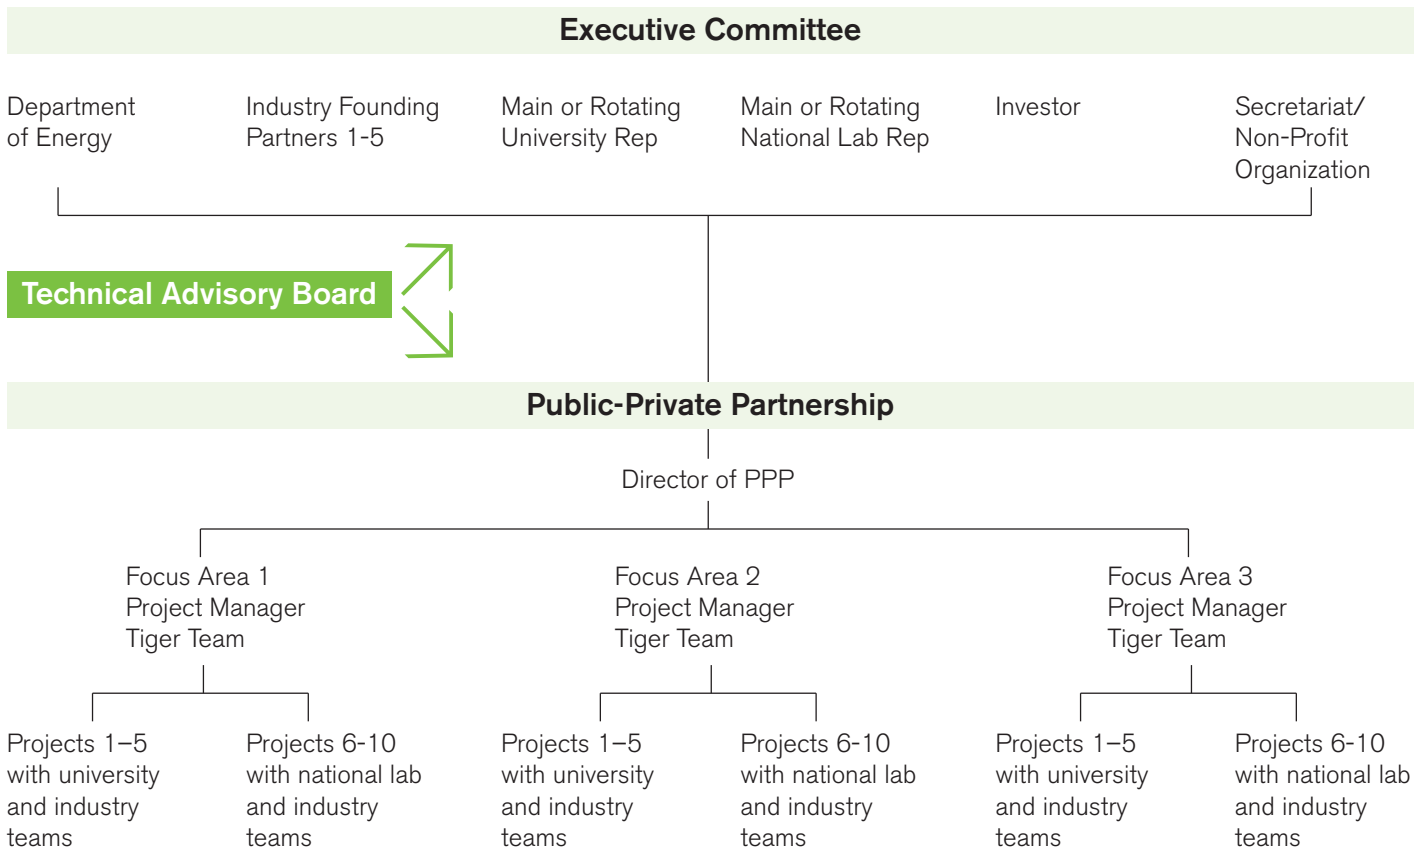 Executive Committee
Department
of Energy
Industry Founding
Partners 1-5
Main or Rotating
University Rep
Main or Rotating
National Lab Rep
Investor
Secretariat/
Non-Profit
Organization
Technical Advisory Board
Public-Private Partnership
Director of PPP
Focus Area 1
Project Manager
Tiger Team
Focus Area 2
Project Manager
Tiger Team
Focus Area 3
Project Manager
Tiger Team
Projects 1–5
with university
and industry
teams
Projects 6-10
with national lab
and industry
teams
Projects 1–5
with university
and industry
teams
Projects 6-10
with national lab
and industry
teams
Projects 1–5
with university
and industry
teams
Projects 6-10
with national lab
and industry
teams